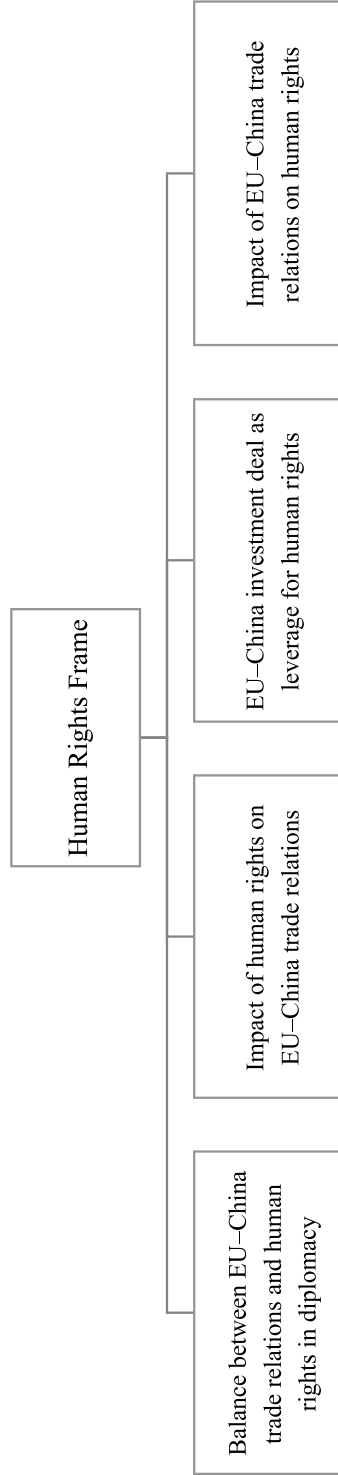 Human Rights Frame
Balance between EU–China
trade relations and human
rights in diplomacy
Impact of human rights on
EU–China trade relations
EU–China investment deal as
leverage for human rights
Impact of EU–China trade
relations on human rights